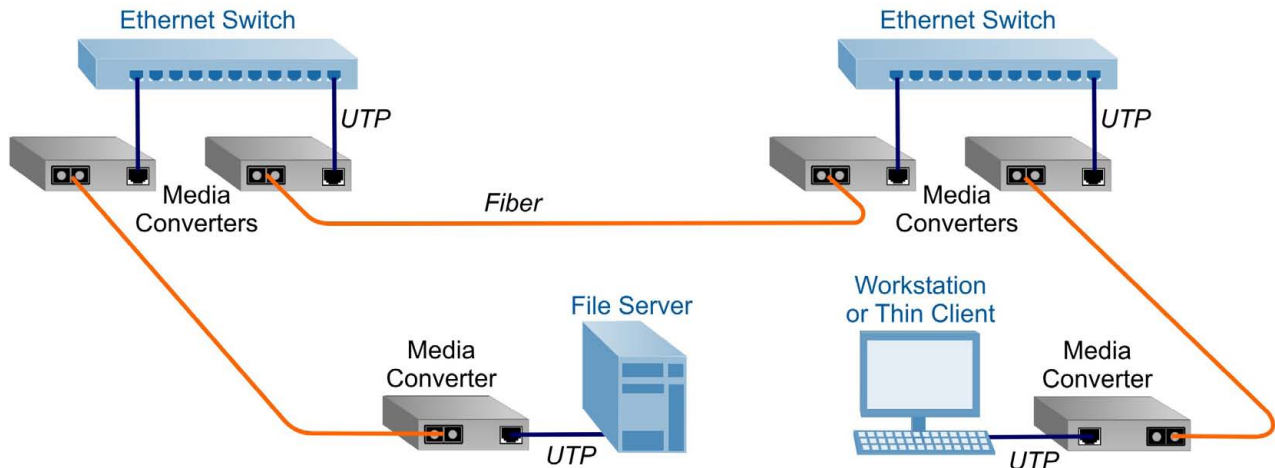 Ethernet Switch
Ethernet Switch
UTP
UTP
Media
Converters
Fiber
Media
Converters
File Server
Workstation
or Thin Client
Media
Converter
Media
Converter
UTP
UTP